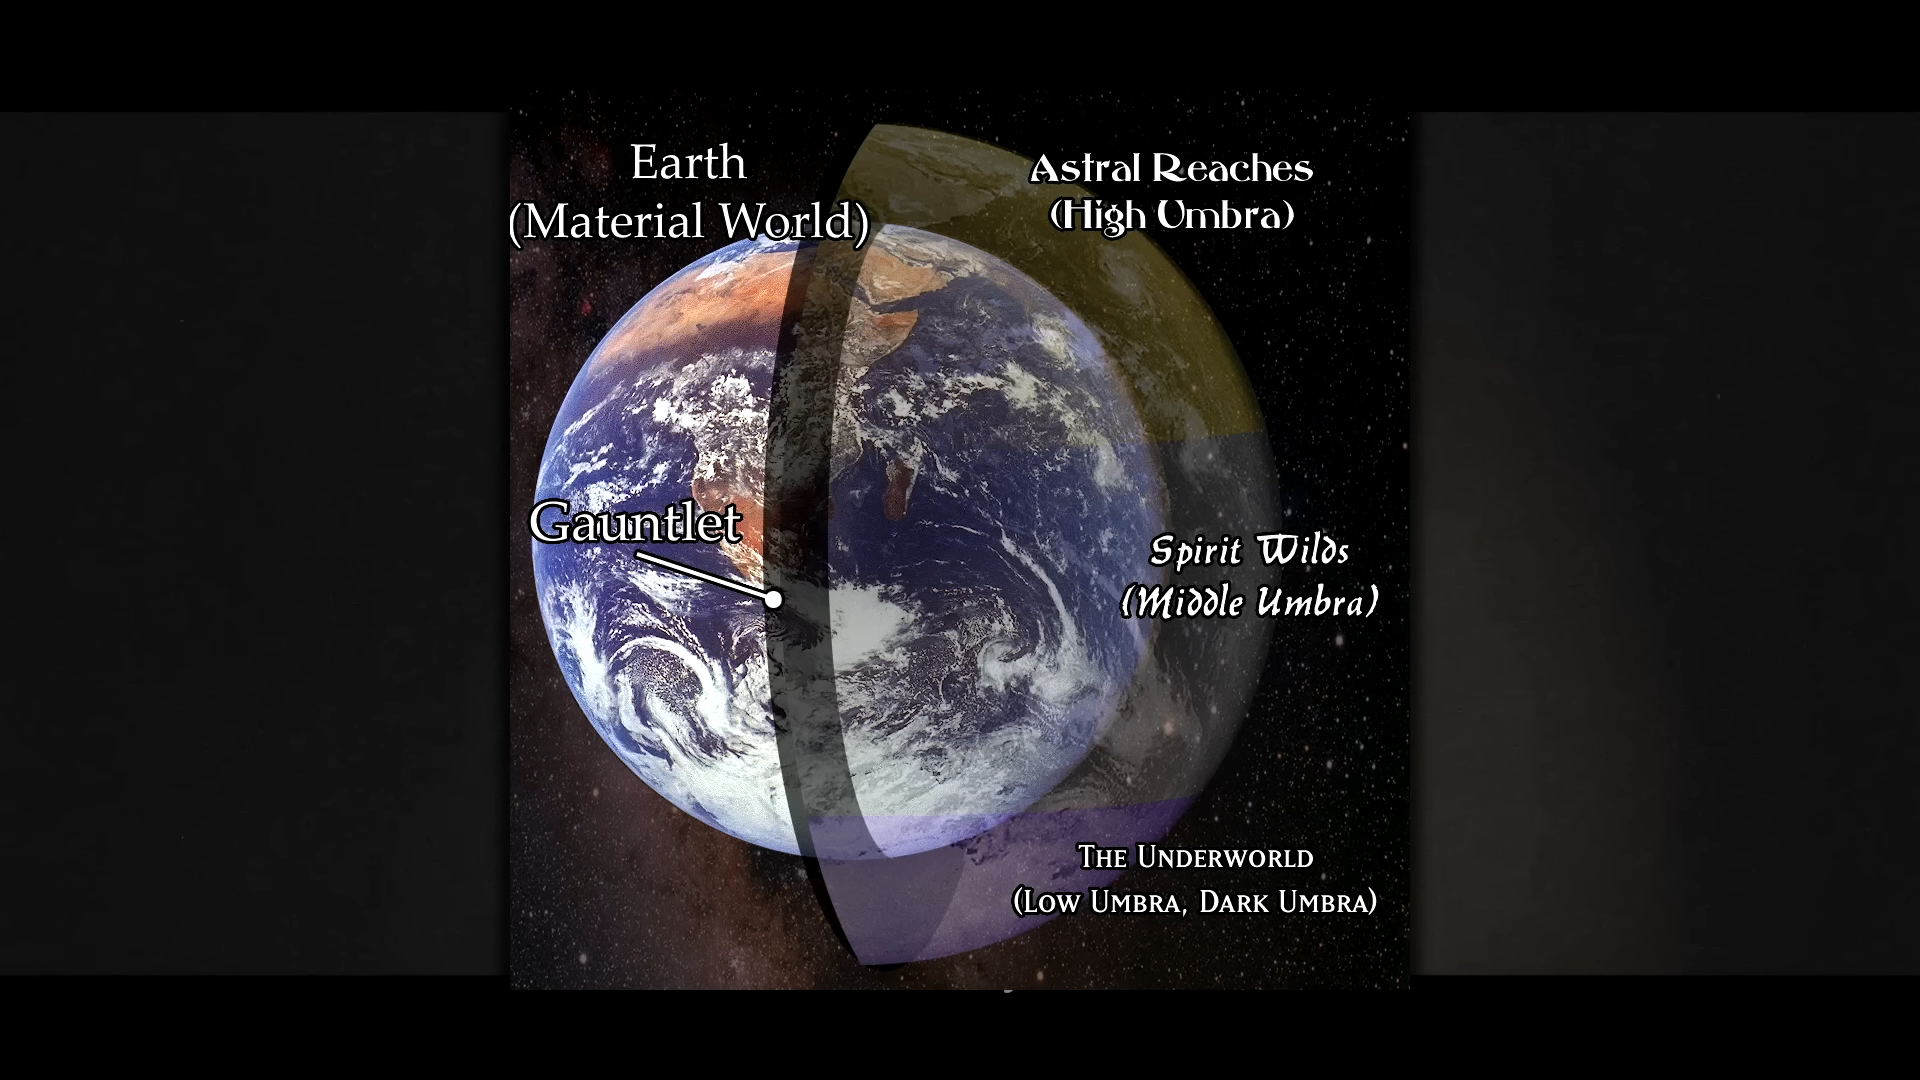 Earth
(Material World)
Astral Reaches
(High Umbra)
Gauntlet
Spirit Wilds
(Middle Umbra)
The Underworld
(Low Umbra, Dark Umbra)